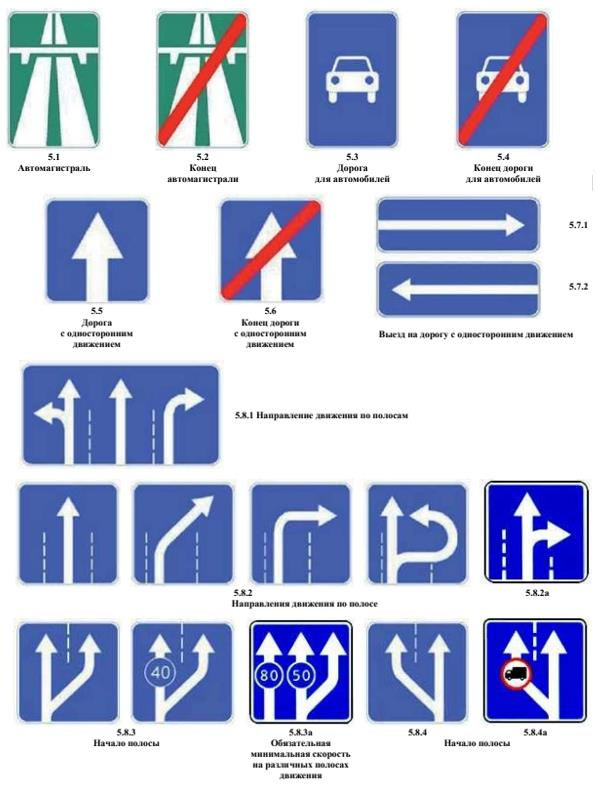 5.1
Автомагистраль
5.2
Конец
автомагистрали
5.3
Дорога
для автомобилей
5.4
Конец дороги
для автомобилей
5.5
Дорога
с односторонним
движением
5.6
Конец дороги
с односторонним
движением
5.7.1
5.7.2
Выезд на дорогу с односторонним движением
5.8.1 Направление движения по полосам
5.8.2
Направления движения по полосе
5.8.2а
40
80
50
5.8.3
Начало полосы
5.8.3а
Обязательная
минимальная скорость
на различных полосах
движения
5.8.4
5.8.4а
Начало полосы